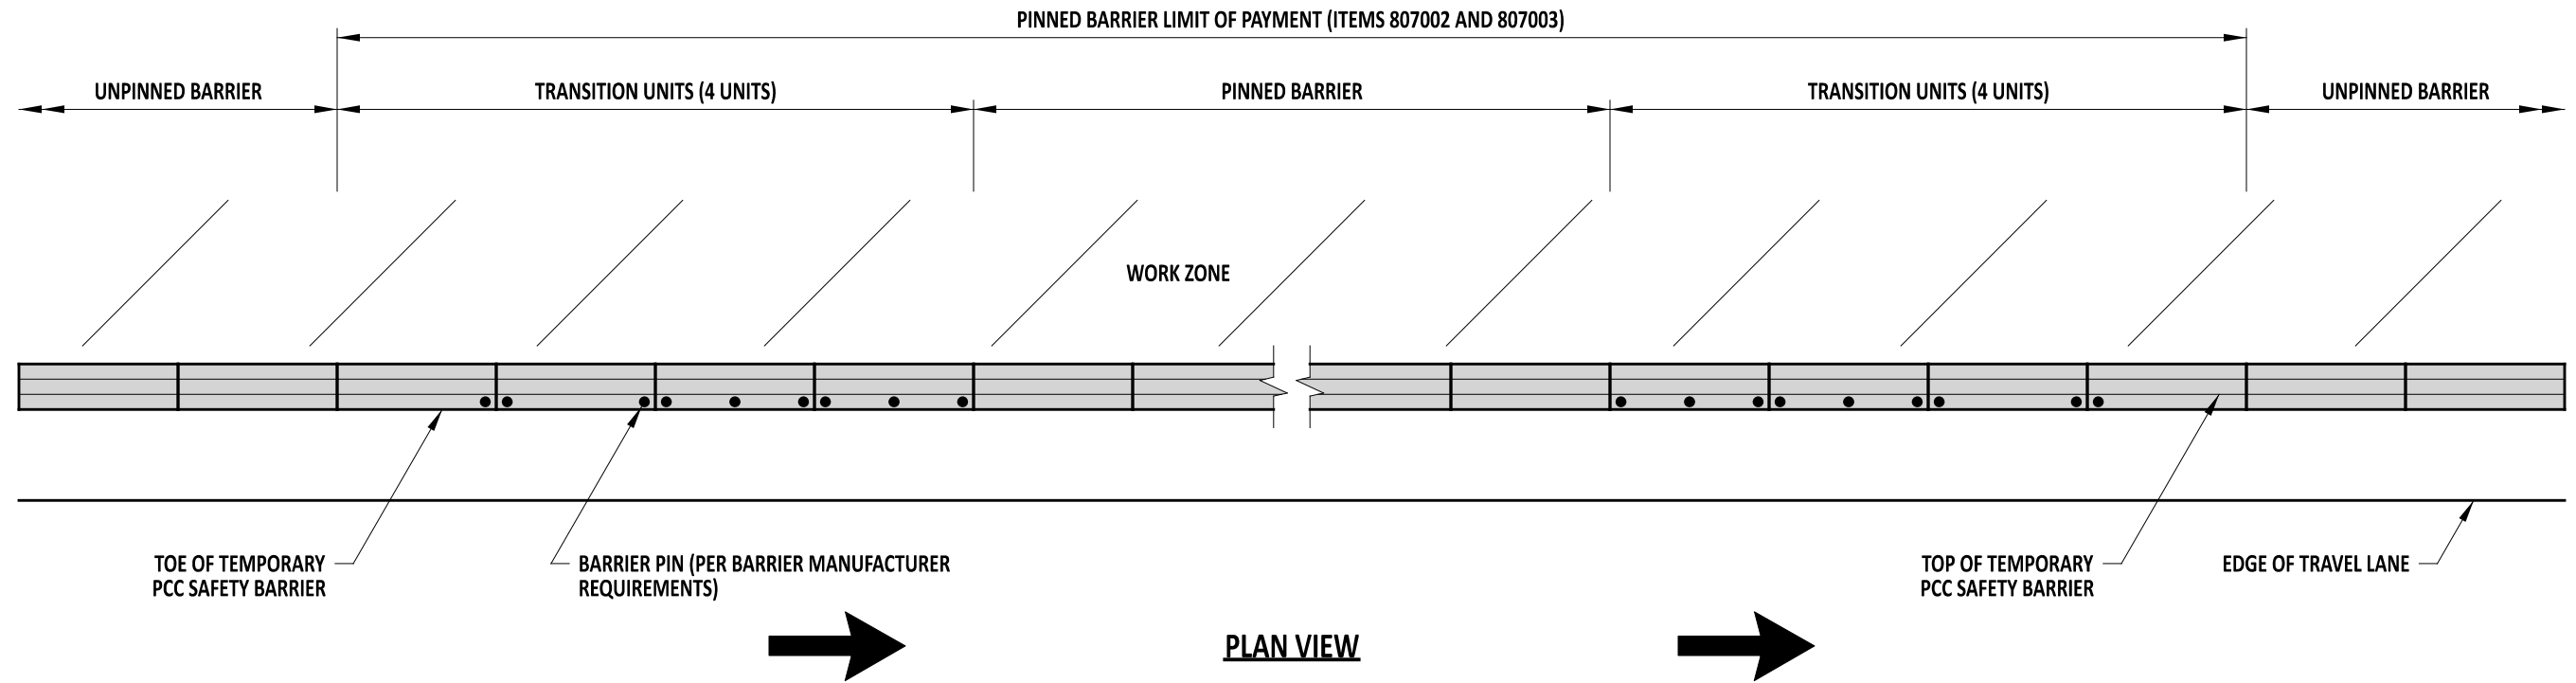 PINNED BARRIER LIMIT OF PAYMENT (ITEMS 807002 AND 807003)
UNPINNED BARRIER
TRANSITION UNITS (4 UNITS)
PINNED BARRIER
TRANSITION UNITS (4 UNITS)
UNPINNED BARRIER
WORK ZONE
TOE OF TEMPORARY
PCC SAFETY BARRIER
BARRIER PIN (PER BARRIER MANUFACTURER
REQUIREMENTS)
TOP OF TEMPORARY
PCC SAFETY BARRIER
EDGE OF TRAVEL LANE
PLAN VIEW